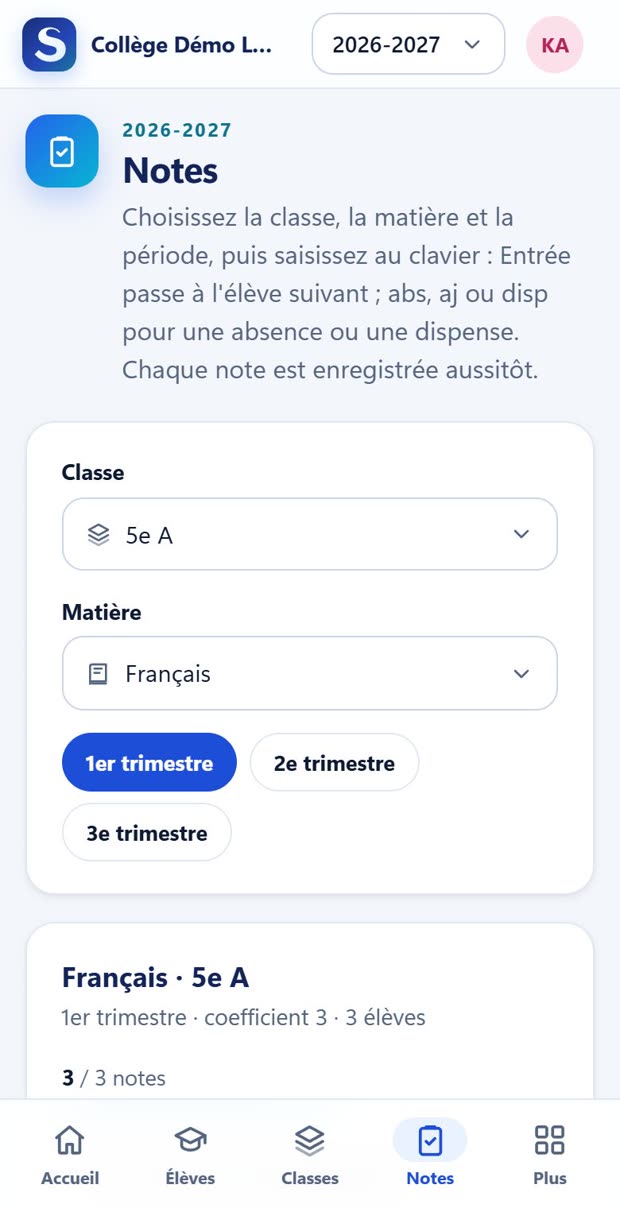 S
Collège Démo L...
2026-2027
KA
2026-2027
Notes
Choisissez la classe, la matière et la
période, puis saisissez au clavier : Entrée
passe à l'élève suivant ; abs, aj ou disp
pour une absence ou une dispense.
Chaque note est enregistrée aussitôt.
Classe
5e A
Matière
Français
1er trimestre
2e trimestre
3e trimestre
Français · 5e A
1er trimestre · coefficient 3 · 3 élèves
3 / 3 notes
Accueil
Élèves
Classes
Notes
Plus